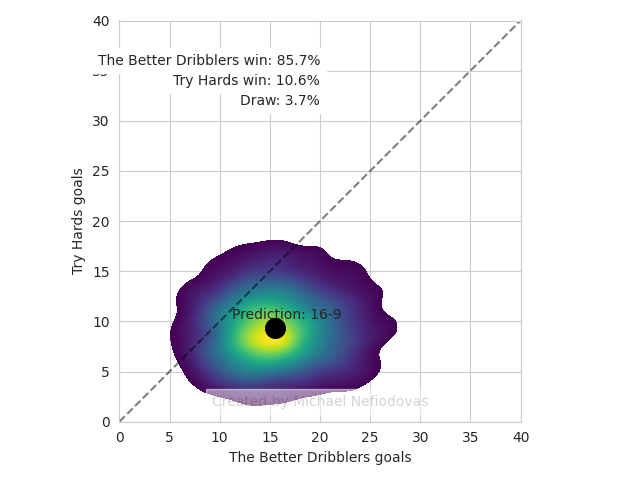 40
The Better Dribblers win: 85.7%
Try Hards win: 10.6%
Draw: 3.7%
30
25
20
15
10
5
0
Try Hards goals
Prediction: 16-9
Created by Michael Nefiodovas
0 5 10 15 20 25 30 35 40
The Better Dribblers goals